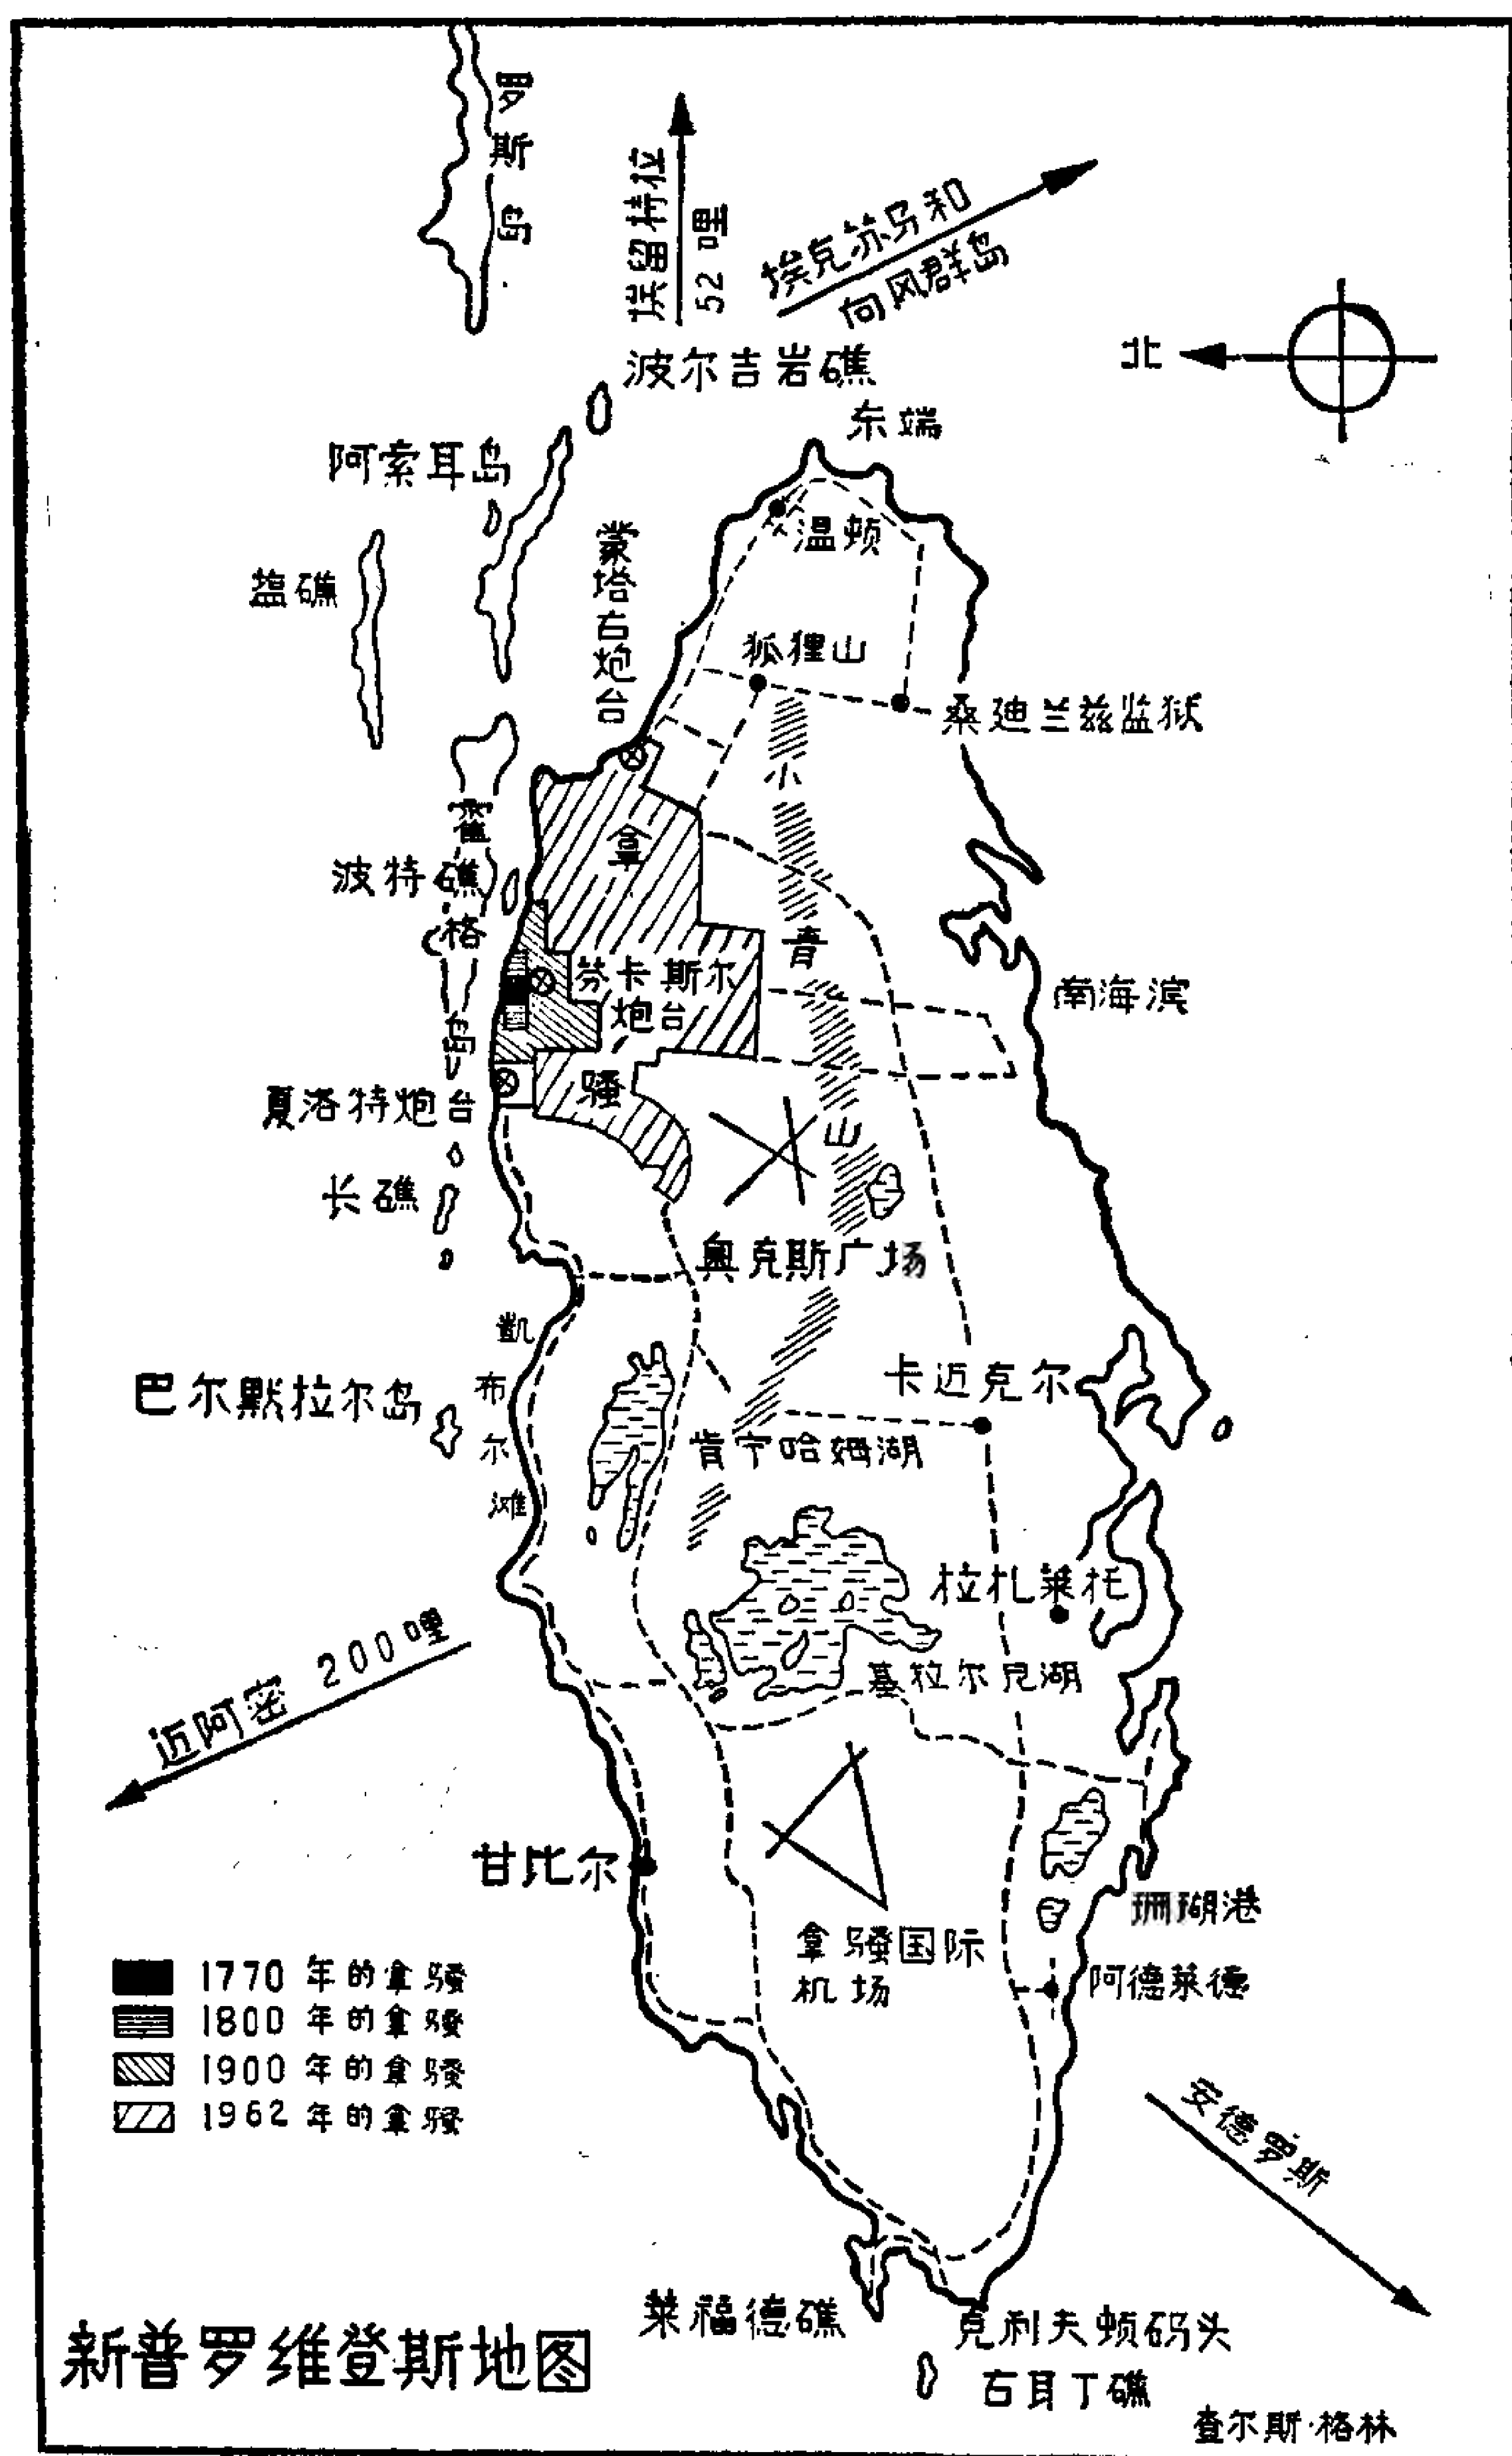 罗斯岛
埃留特拉
52 哩
埃克苏马和
向风群岛
北
波尔吉岩礁
东端
阿索耳岛
温顿
蒙塔古炮台
盐礁
狐狸山
桑迪兰兹监狱
小青山
拿骚
霍格岛
波特礁
芬卡斯尔
炮台
南海滨
夏洛特炮台
长礁
奥克斯广场
凯布尔滩
巴尔默拉尔岛
卡迈克尔
肯宁哈姆湖
拉扎莱托
基拉尔尼湖
迈阿密 200哩
甘比尔
珊瑚港
拿骚国际
机场
阿德莱德
1770 年的拿骚
1800 年的拿骚
1900 年的拿骚
1962 年的拿骚
安德罗斯
莱福德礁
克利夫顿码头
古耳丁礁
新普罗维登斯地图
查尔斯·格林